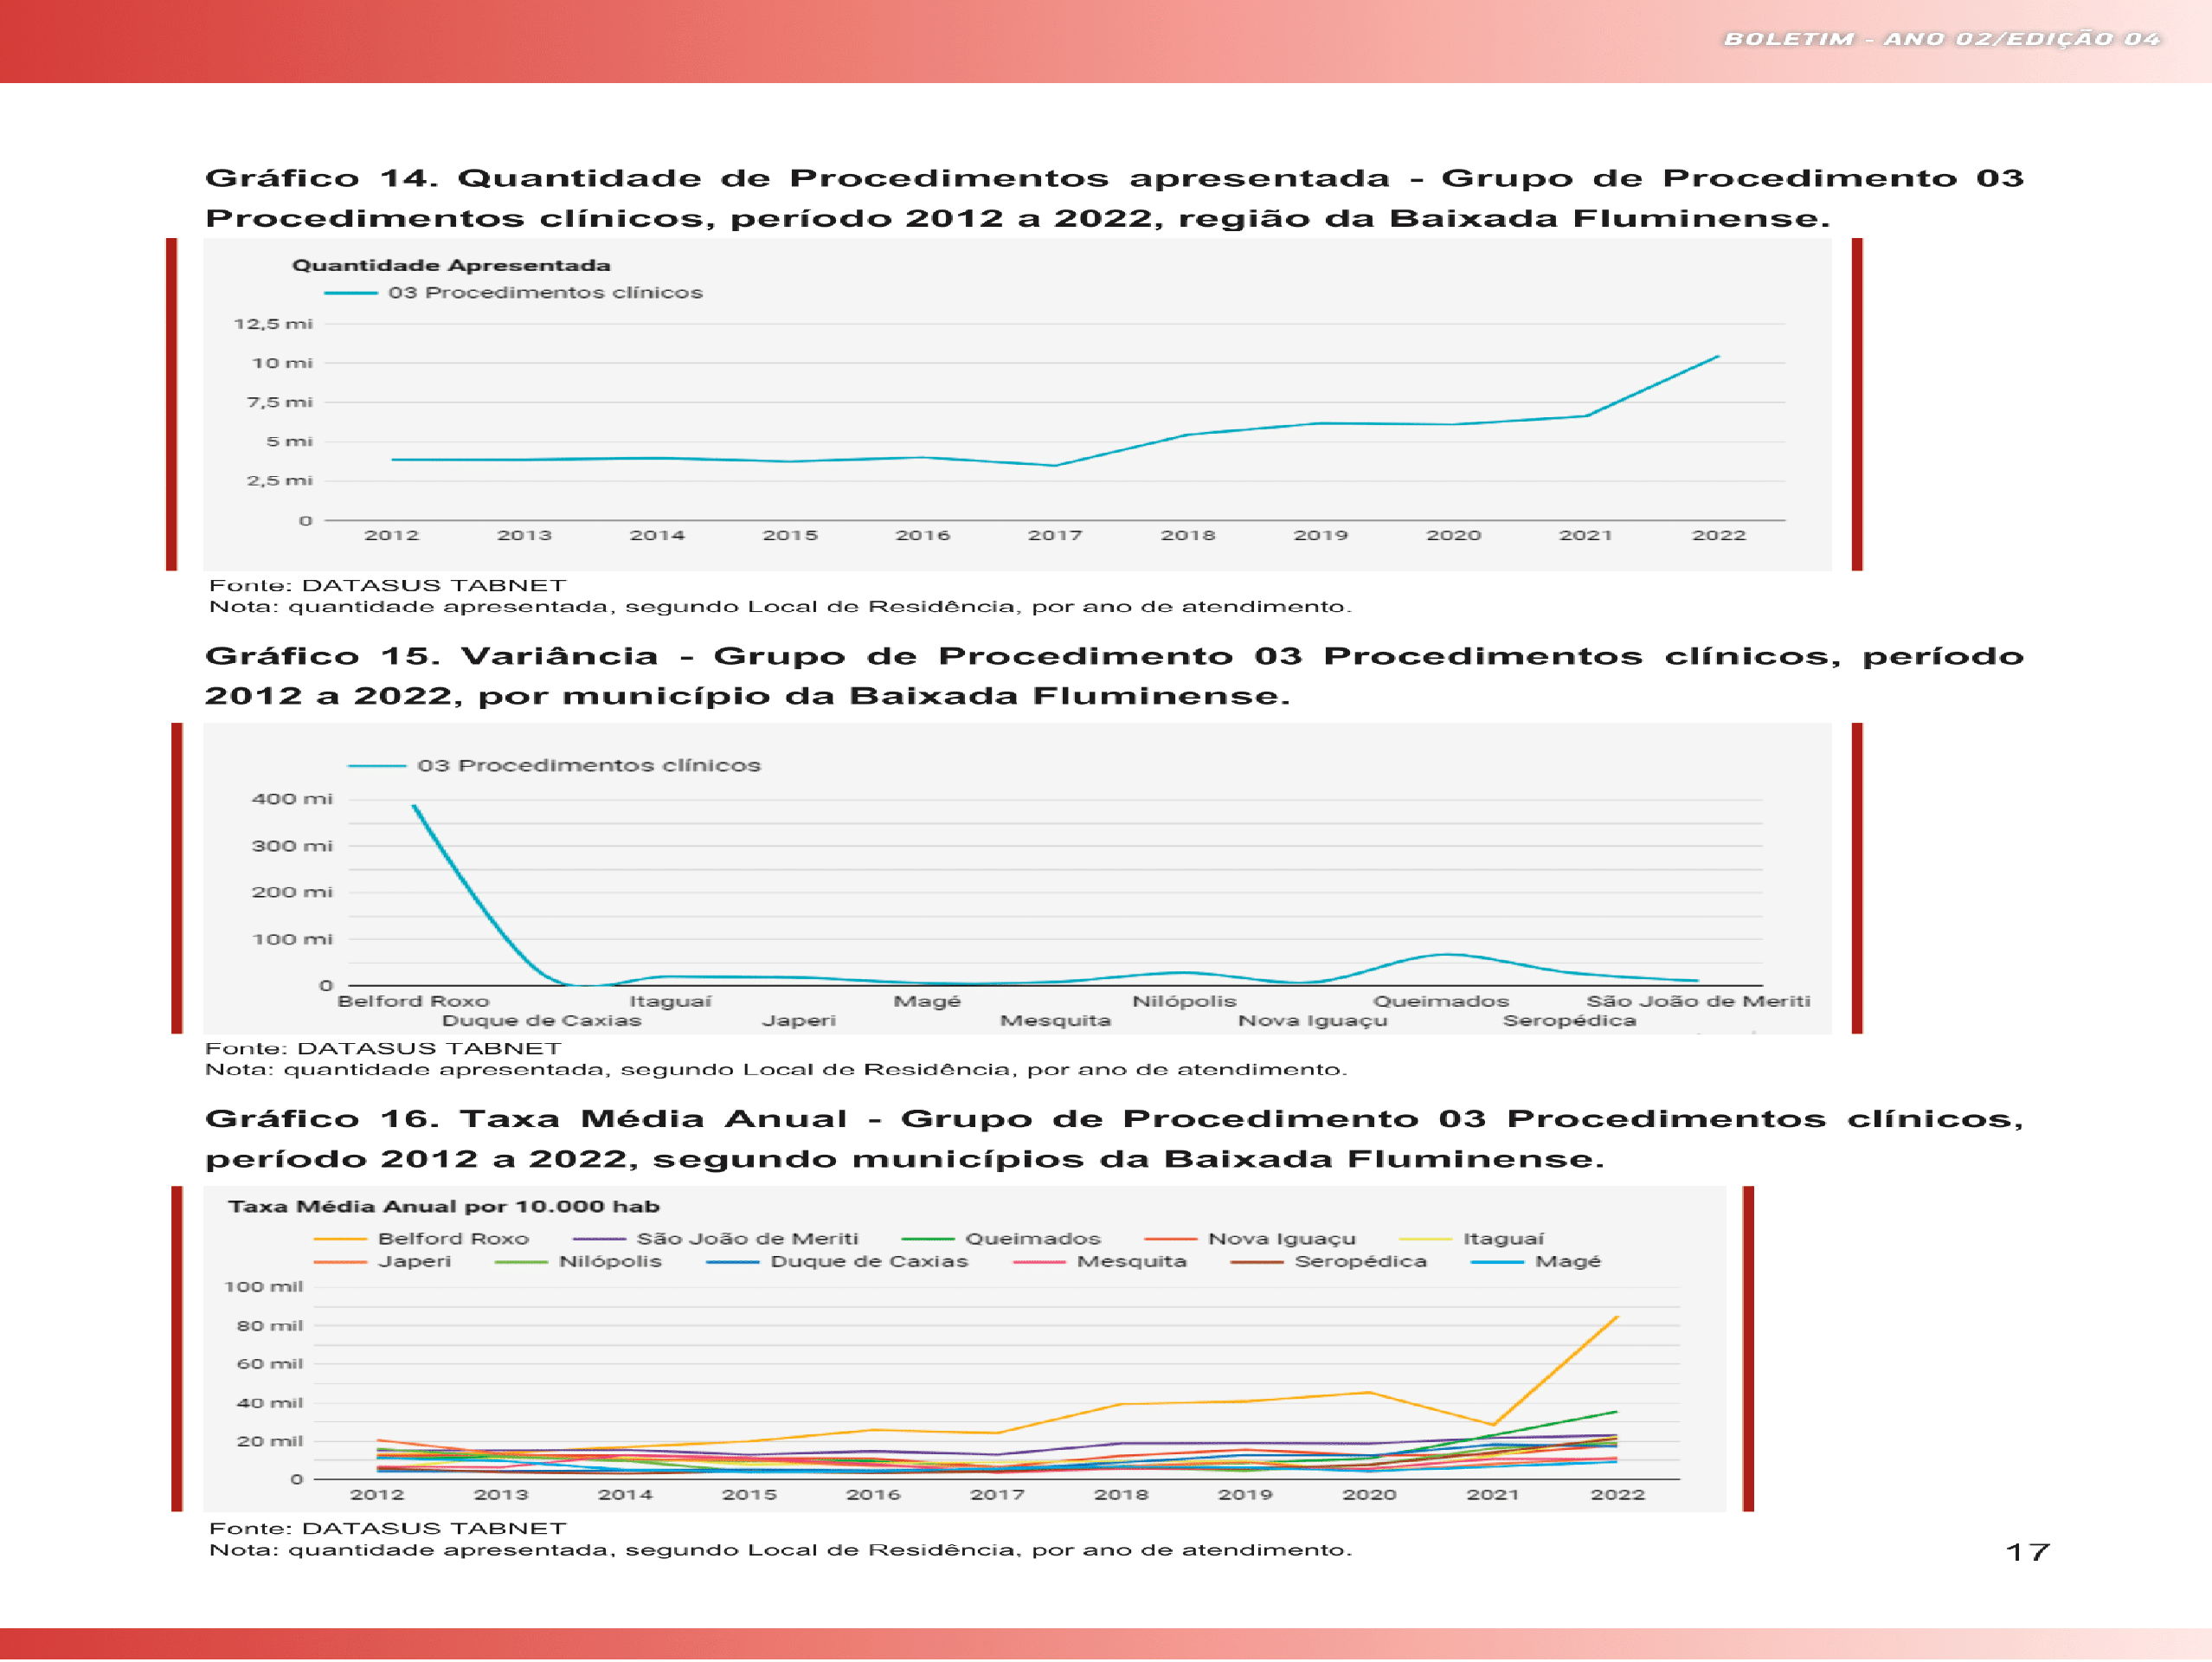 BOLETIM - ANO 02/EDIÇÃO 04
Gráfico 14. Quantidade de Procedimentos apresentada - Grupo de Procedimento 03
Procedimentos clínicos, período 2012 a 2022, região da Baixada Fluminense.
Quantidade Apresentada
03 Procedimentos clínicos
12,5 mi
10 mi
7,5 mi
5 mi
2,5 mi
0
2012 2013 2014 2015 2016 2017 2018 2019 2020 2021 2022
Fonte: DATASUS TABNET
Nota: quantidade apresentada, segundo Local de Residência, por ano de atendimento.
Gráfico 15. Variância - Grupo de Procedimento 03 Procedimentos clínicos, período
2012 a 2022, por município da Baixada Fluminense.
03 Procedimentos clínicos
400 mi
300 mi
200 mi
100 mi
0
Belford Roxo Itaguaí Magé Nilópolis Queimados São João de Meriti
Duque de Caxias Japeri Mesquita Nova Iguaçu Seropédica
Fonte: DATASUS TABNET
Nota: quantidade apresentada, segundo Local de Residência, por ano de atendimento.
Gráfico 16. Taxa Média Anual - Grupo de Procedimento 03 Procedimentos clínicos,
período 2012 a 2022, segundo municípios da Baixada Fluminense.
Taxa Média Anual por 10.000 hab
Belford Roxo São João de Meriti Queimados Nova Iguaçu Itaguaí
Japeri Nilópolis Duque de Caxias Mesquita Seropédica Magé
100 mil
80 mil
60 mil
40 mil
20 mil
0
2012 2013 2014 2015 2016 2017 2018 2019 2020 2021 2022
Fonte: DATASUS TABNET
Nota: quantidade apresentada, segundo Local de Residência, por ano de atendimento.
17